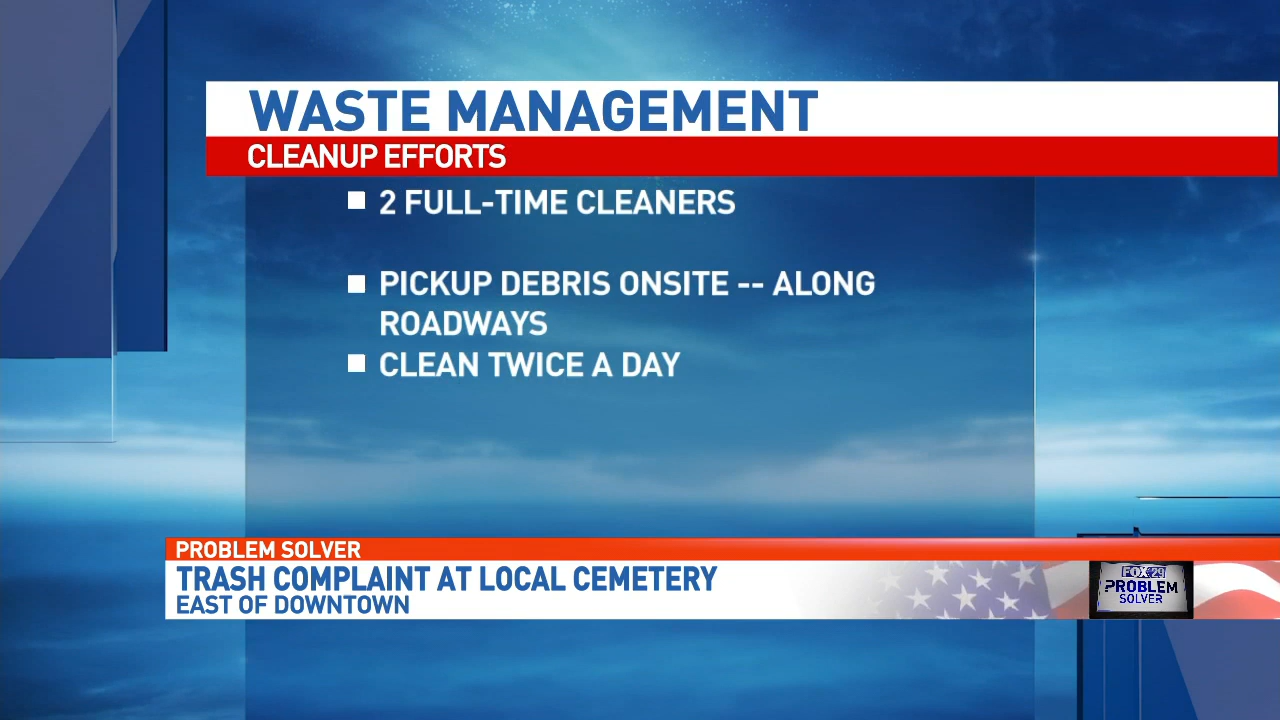 WASTE MANAGEMENT
CLEANUP EFFORTS
2 FULL-TIME CLEANERS
PICKUP DEBRIS ONSITE -- ALONG
ROADWAYS
CLEAN TWICE A DAY
PROBLEM SOLVER
TRASH COMPLAINT AT LOCAL CEMETERY
EAST OF DOWNTOWN
FOX 29
PROBLEM
SOLVER